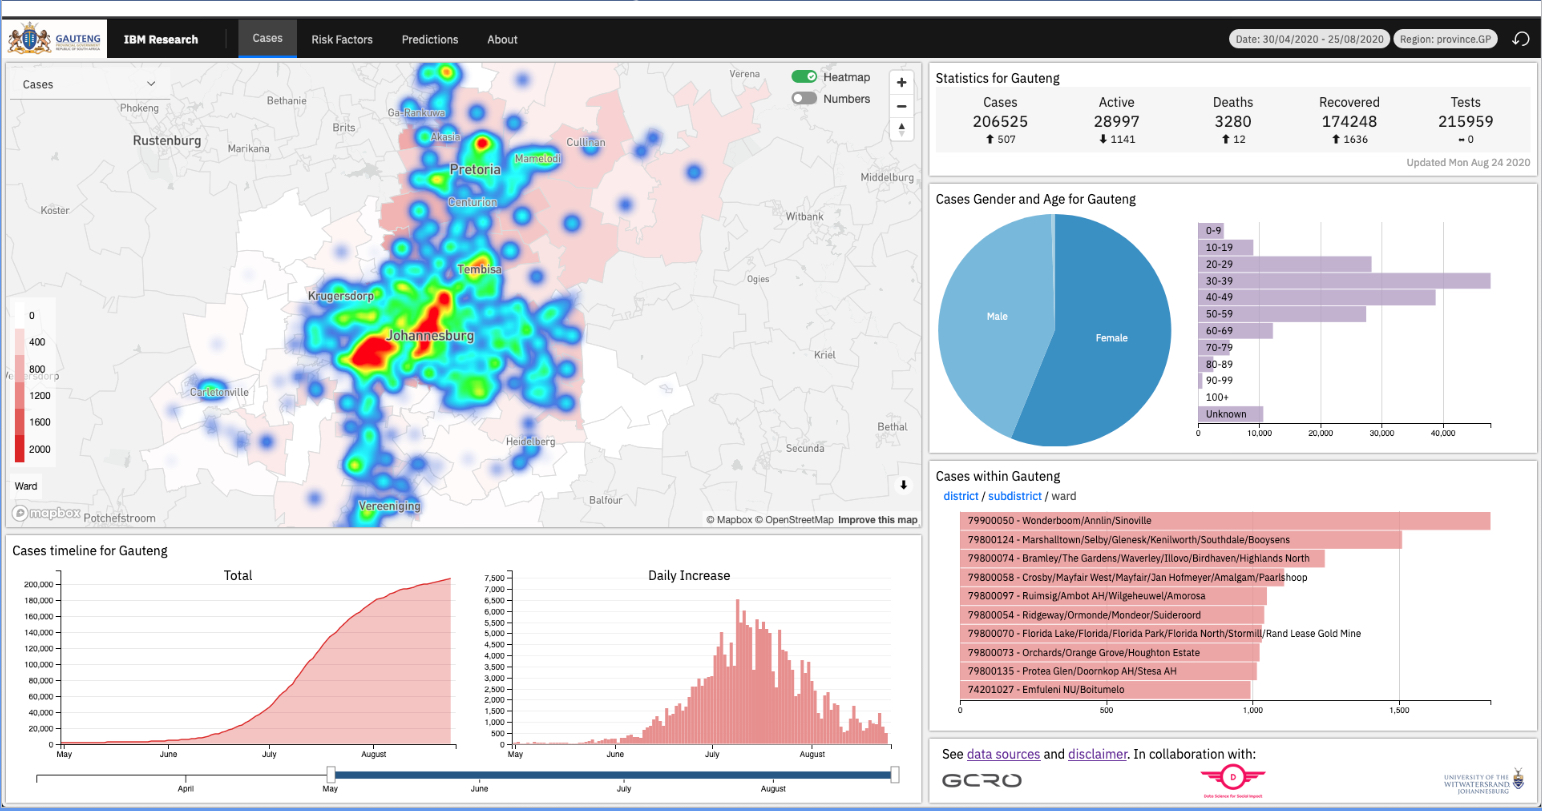 GAUTENG
PROVINCIAL GOVERNMENT
REPUBLIC OF SOUTH AFRICA
IBM Research
Cases
Risk Factors
Predictions
About
Date: 30/04/2020 - 25/08/2020
Region: province.GP
Cases
Heatmap
Numbers
Verena
Phokeng
Bethanie
Ga-Rankuwa
Rustenburg
Brits
Akasia
Cullinan
Marikana
Mamelodi
Pretoria
Middelburg
Koster
Centurion
Witbank
Tembisa
Ogies
Krugersdorp
Johannesburg
Kriel
Carletonville
Bethal
Heidelberg
Secunda
Balfour
Vereeniging
Potchefstroom
0
400
800
1200
1600
2000
Ward
mapbox
© Mapbox © OpenStreetMap Improve this map
Statistics for Gauteng
Cases Active Deaths Recovered Tests
206525 28997 3280 174248 215959
507 1141 12 1636 0
Updated Mon Aug 24 2020
Cases Gender and Age for Gauteng
Male
Female
0-9
10-19
20-29
30-39
40-49
50-59
60-69
70-79
80-89
90-99
100+
Unknown
0 10,000 20,000 30,000 40,000
Cases within Gauteng
district / subdistrict / ward
79900050 - Wonderboom/Annlin/Sinoville
79800124 - Marshalltown/Selby/Glenesk/Kenilworth/Southdale/Booysens
79800074 - Bramley/The Gardens/Waverley/Illovo/Birdhaven/Highlands North
79800058 - Crosby/Mayfair West/Mayfair/Jan Hofmeyer/Amalgam/Paarlshoop
79800097 - Ruimsig/Ambot AH/Wilgeheuwel/Amorosa
79800054 - Ridgeway/Ormonde/Mondeor/Suideroord
79800070 - Florida Lake/Florida/Florida Park/Florida North/Stormill/Rand Lease Gold Mine
79800073 - Orchards/Orange Grove/Houghton Estate
79800135 - Protea Glen/Doornkop AH/Stesa AH
74201027 - Emfuleni NU/Boitumelo
0 500 1,000 1,500
Cases timeline for Gauteng
Total
200,000
180,000
160,000
140,000
120,000
100,000
80,000
60,000
40,000
20,000
0
May June July August
Daily Increase
7,500
7,000
6,500
6,000
5,500
5,000
4,500
4,000
3,500
3,000
2,500
2,000
1,500
1,000
500
0
May June July August
April May June July August
See data sources and disclaimer. In collaboration with:
GCRO
D
Data Science for Social Impact
UNIVERSITY OF THE
WITWATERSRAND
JOHANNESBURG